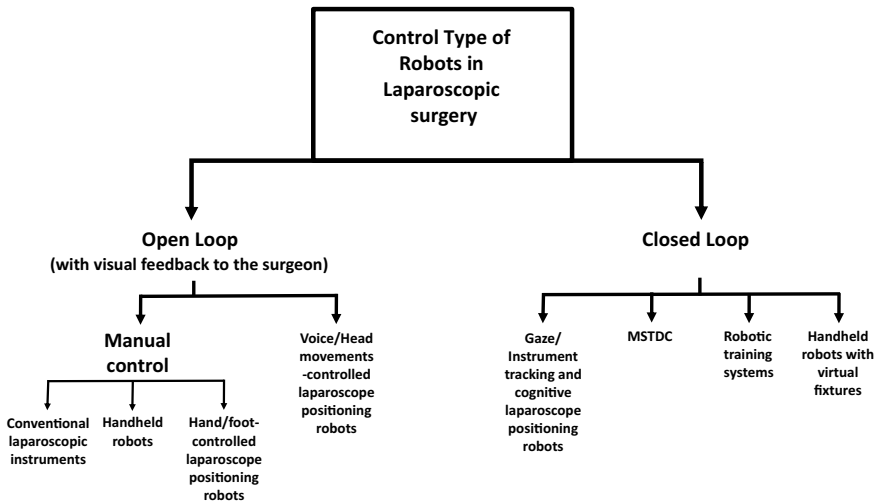 Control Type of
Robots in
Laparoscopic
surgery
Open Loop
(with visual feedback to the surgeon)
Closed Loop
Manual
control
Voice/Head
movements
-controlled
laparoscope
positioning
robots
Gaze/
Instrument
tracking and
cognitive
laparoscope
positioning
robots
MSTDC
Robotic
training
systems
Handheld
robots with
virtual
fixtures
Conventional
laparoscopic
instruments
Handheld
robots
Hand/foot-
controlled
laparoscope
positioning
robots